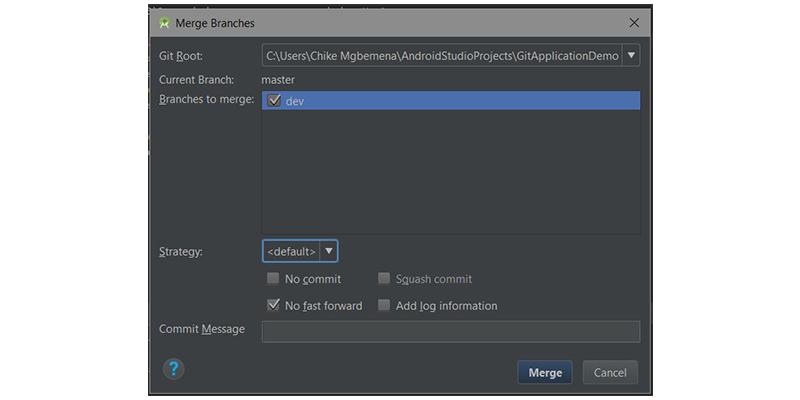 Merge Branches
Git Root: C:\Users\Chike Mgbemena\AndroidStudioProjects\GitApplicationDemo
Current Branch: master
Branches to merge: dev
Strategy: <default>
No commit Squash commit
No fast forward Add log information
Commit Message
? Merge Cancel